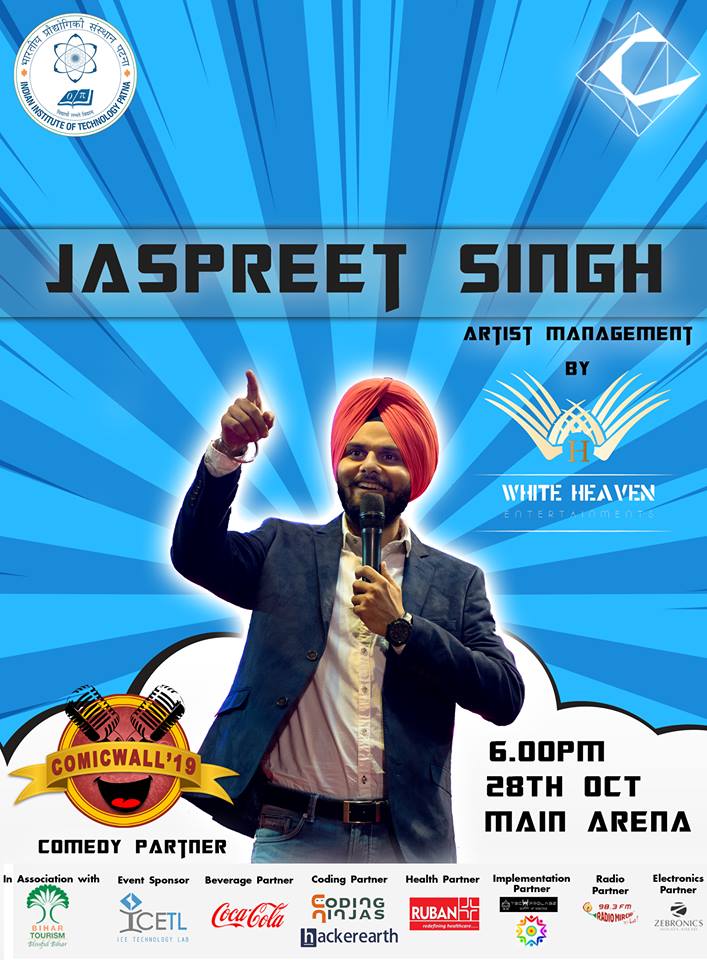 भारतीय प्रौद्योगिकी संस्थान पटना
INDIAN INSTITUTE OF TECHNOLOGY PATNA
JASPREET SINGH
ARTIST MANAGEMENT
BY
H
WHITE HEAVEN
ENTERTAINMENTS
COMICWALL'19
COMEDY PARTNER
6.00PM
28TH OCT
MAIN ARENA
In Association with
BIHAR
TOURISM
Blissful Bihar
Event Sponsor
ICETL
ICE TECHNOLOGY LAB
Beverage Partner
Coca-Cola
Coding Partner
CODING
NINJAS
hackerearth
Health Partner
RUBAN
redefining healthcare....
Implementation
Partner
Radio
Partner
98.3 FM
RADIO MIRCHI
Electronics
Partner
ZEBRONICS